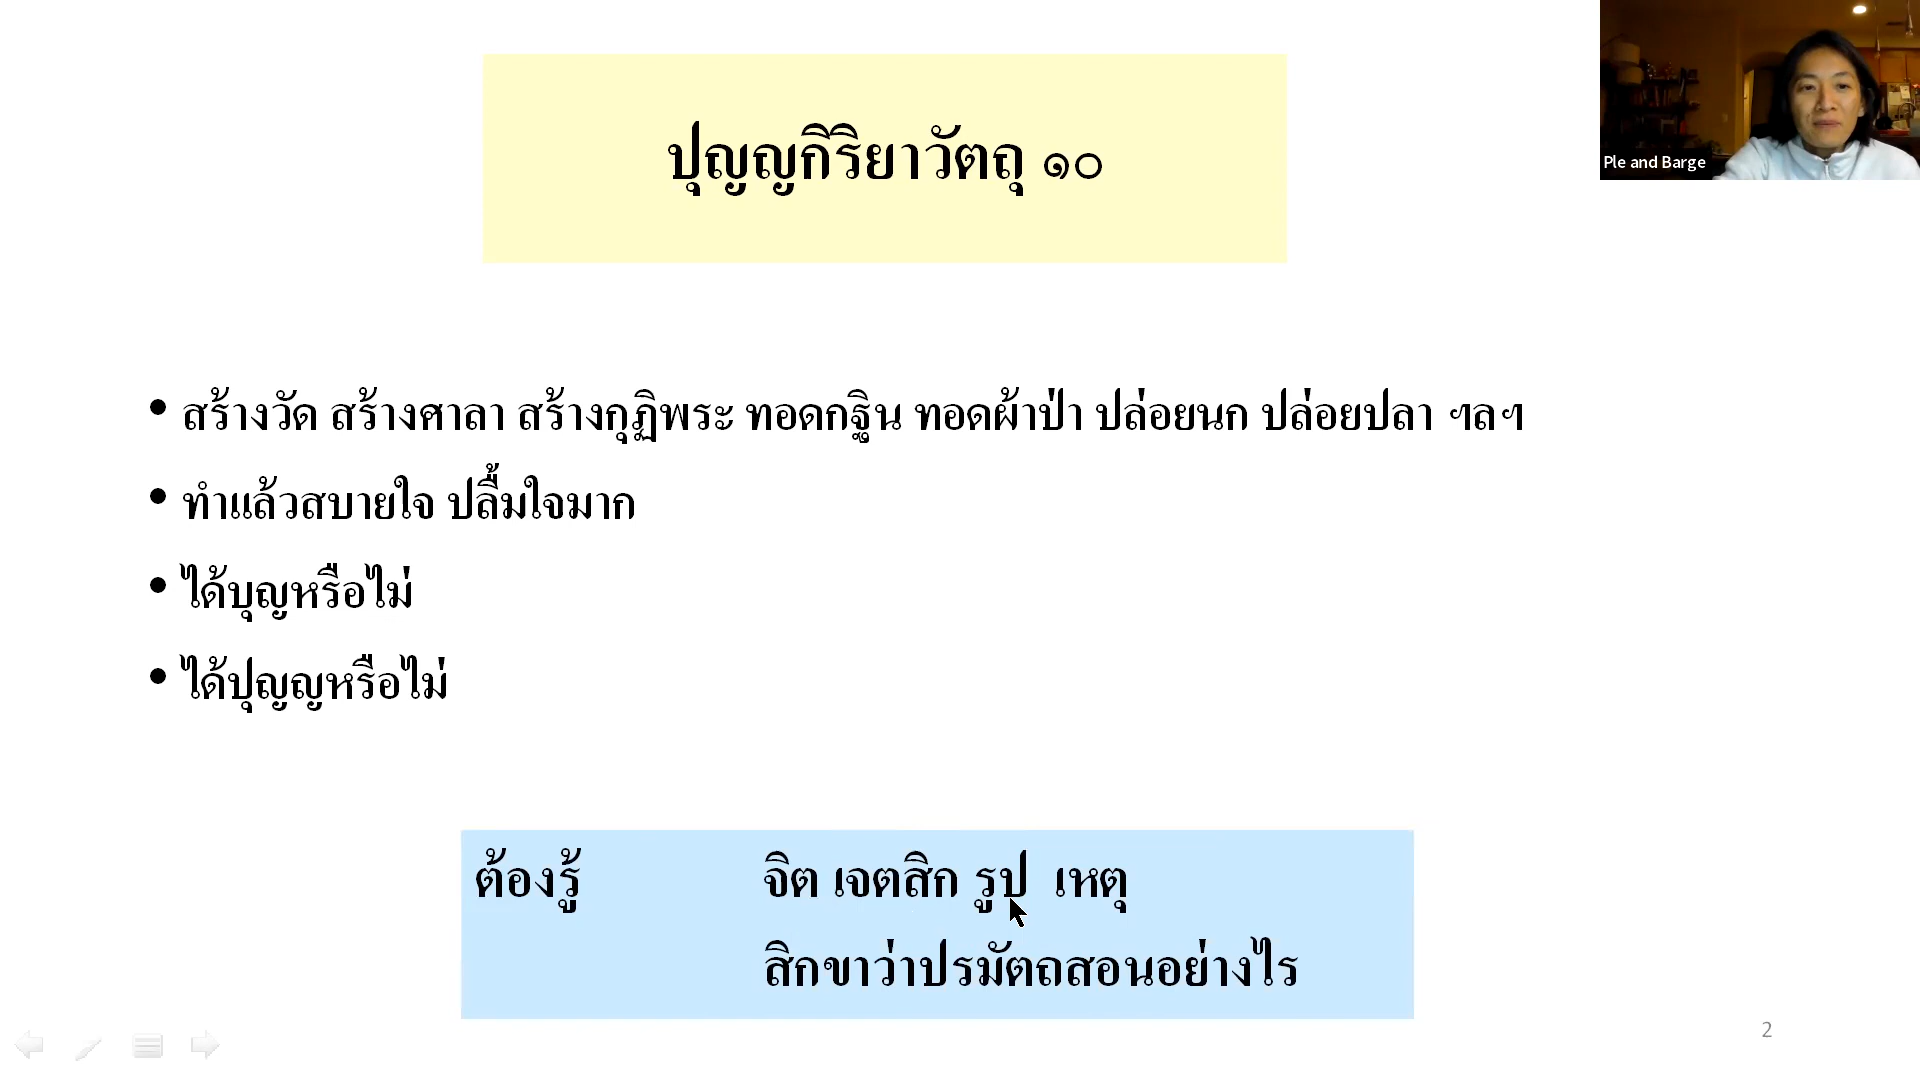 ปุญญกิริยาวัตถุ ๑๐
Ple and Barge
• สร้างวัด สร้างศาลา สร้างกุฏิพระ ทอดกฐิน ทอดผ้าป่า ปล่อยนก ปล่อยปลา ฯลฯ
• ทำแล้วสบายใจ ปลื้มใจมาก
• ได้บุญหรือไม่
• ได้ปุญญหรือไม่
ต้องรู้ จิต เจตสิก รูป เหตุ
สิกขาว่าปรมัตถสอนอย่างไร
2